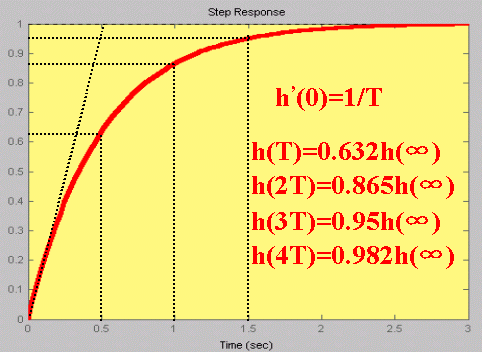 Step Response
1
0.9
0.8
0.7
0.6
0.5
0.4
0.3
0.2
0.1
0
h’(0)=1/T
h(T)=0.632h(∞)
h(2T)=0.865h(∞)
h(3T)=0.95h(∞)
h(4T)=0.982h(∞)
0 0.5 1 1.5 2 2.5 3
Time (sec)